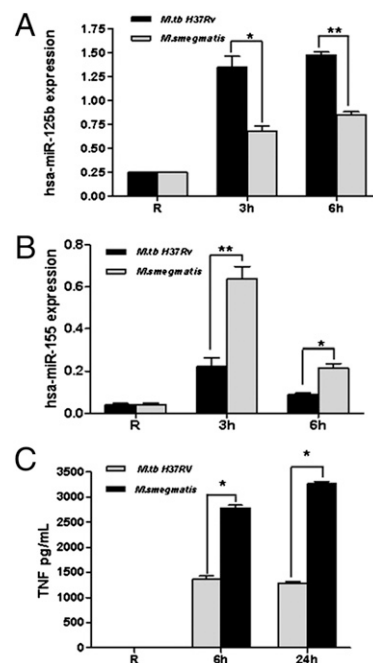 A
hsa-miR-125b expression
1.75
1.50
1.25
1.00
0.75
0.50
0.25
0.00
M.tb H37Rv
M.smegmatis
*
**
R
3h
6h
B
hsa-miR-155 expression
0.8
0.6
0.4
0.2
0.0
M.tb H37Rv
M.smegmatis
**
*
R
3h
6h
C
TNF pg/mL
3500
3000
2500
2000
1500
1000
500
0
M.tb H37RV
M.smegmatis
*
*
R
6h
24h